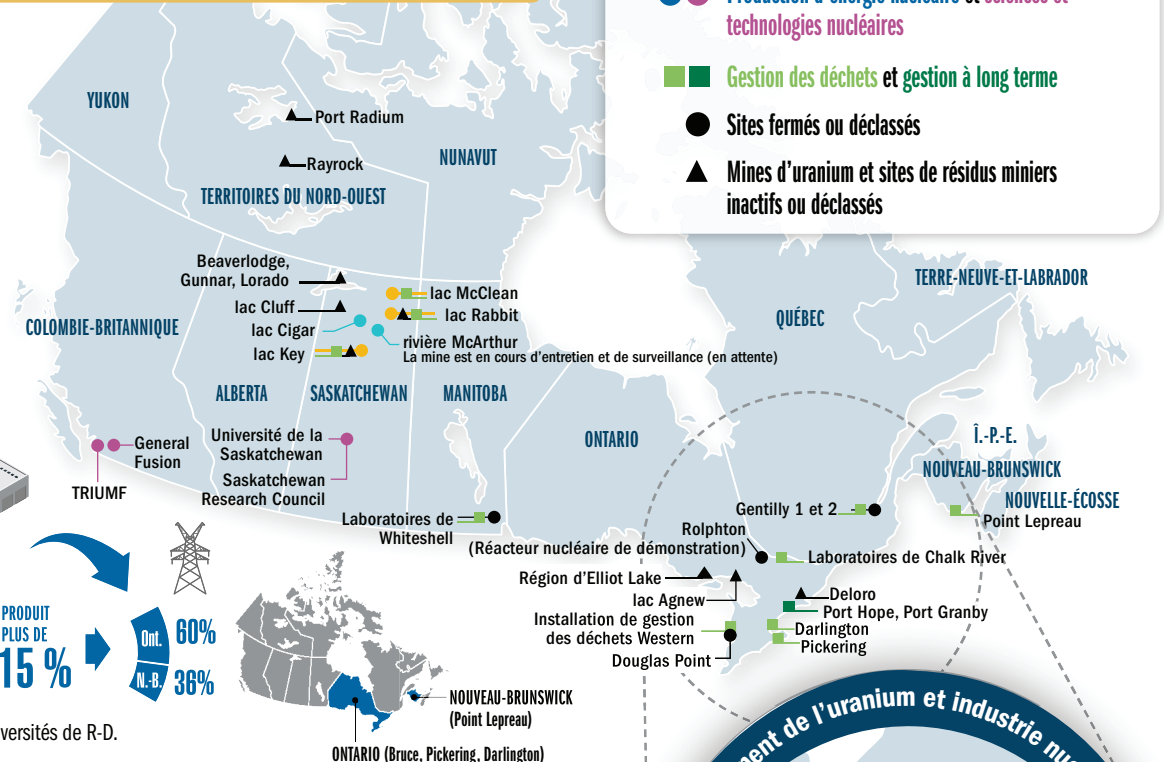 technologies nucléaires
Gestion des déchets et gestion à long terme
Sites fermés ou déclassés
Mines d'uranium et sites de résidus miniers
inactifs ou déclassés
YUKON
Port Radium
Rayrock
NUNAVUT
TERRITOIRES DU NORD-OUEST
Beaverlodge,
Gunnar, Lorado
lac Cluff
lac Cigar
lac Key
lac McClean
lac Rabbit
rivière McArthur
La mine est en cours d'entretien et de surveillance (en attente)
COLOMBIE-BRITANNIQUE
ALBERTA
SASKATCHEWAN
MANITOBA
ONTARIO
QUÉBEC
TERRE-NEUVE-ET-LABRADOR
Î.-P.-E.
NOUVEAU-BRUNSWICK
NOUVELLE-ÉCOSSE
Point Lepreau
General
Fusion
TRIUMF
Université de la
Saskatchewan
Saskatchewan
Research Council
Laboratoires de
Whiteshell
Gentilly 1 et 2
Rolphton
(Réacteur nucléaire de démonstration)
Laboratoires de Chalk River
Région d'Elliot Lake
lac Agnew
Deloro
Port Hope, Port Granby
Installation de gestion
des déchets Western
Darlington
Pickering
Douglas Point
PRODUIT
PLUS DE
15 %
Ont.
60%
N.-B.
36%
NOUVEAU-BRUNSWICK
(Point Lepreau)
ONTARIO (Bruce, Pickering, Darlington)
de R-D.
de l'uranium et industrie